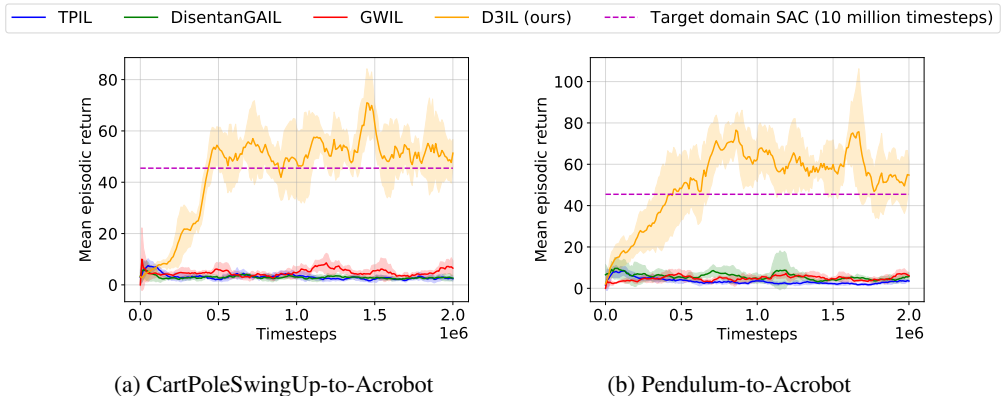 TPIL DisentanGAIL GWIL D3IL (ours) Target domain SAC (10 million timesteps)
Mean episodic return
80
60
40
20
0
0.0 0.5 1.0 1.5 2.0
1e6
Timesteps
(a) CartPoleSwingUp-to-Acrobot
Mean episodic return
100
80
60
40
20
0
0.0 0.5 1.0 1.5 2.0
1e6
Timesteps
(b) Pendulum-to-Acrobot